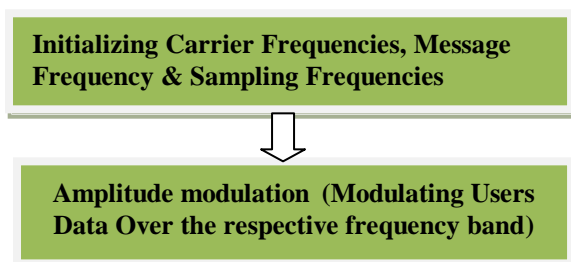 Initializing Carrier Frequencies, Message
Frequency & Sampling Frequencies
Amplitude modulation (Modulating Users
Data Over the respective frequency band)